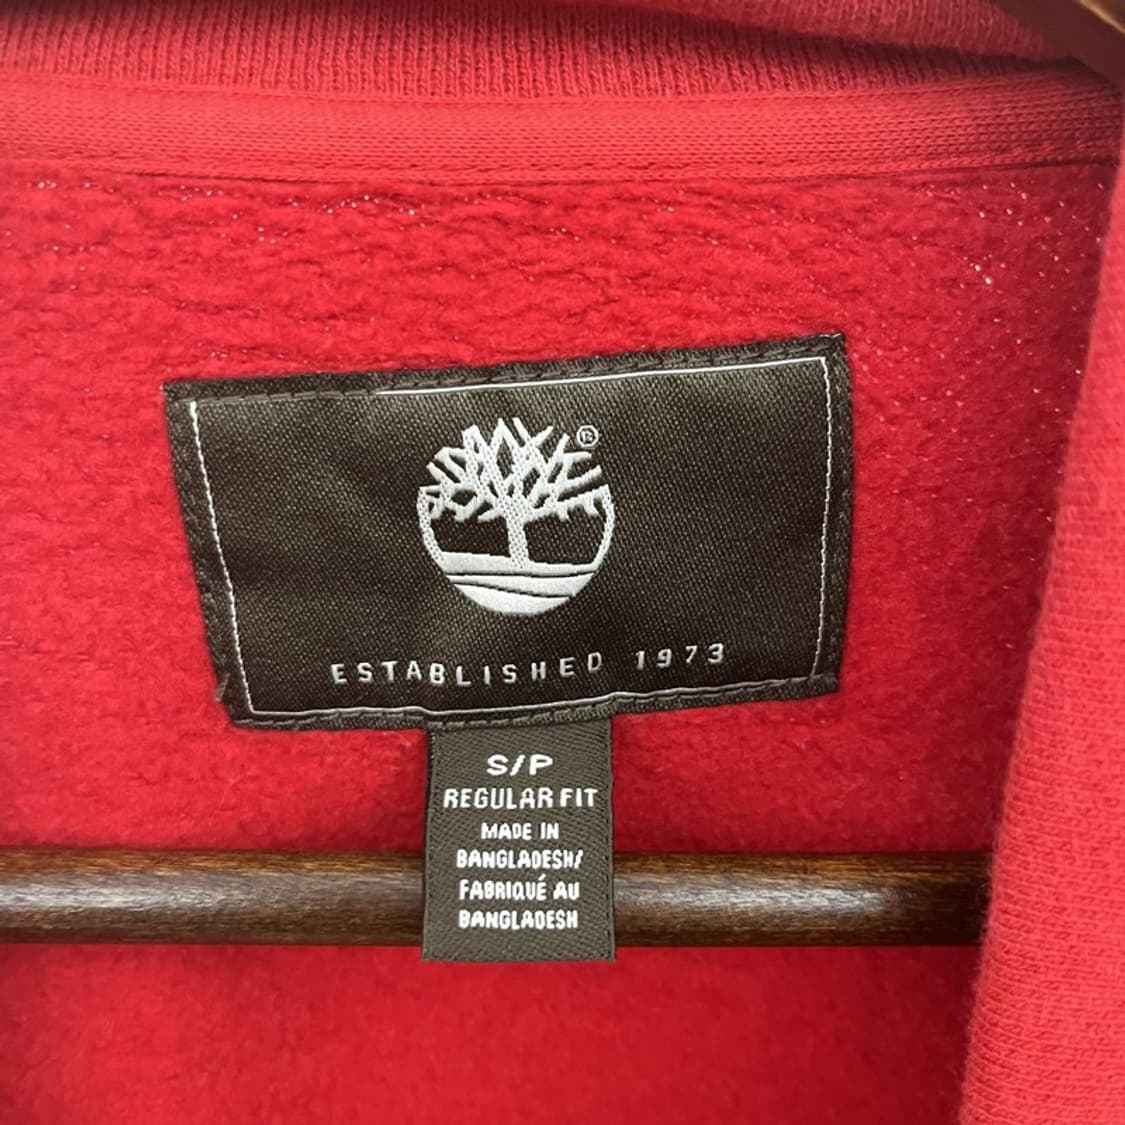 ®
ESTABLISHED 1973
S/P
REGULAR FIT
MADE IN
BANGLADESH/
FABRIQUÉ AU
BANGLADESH